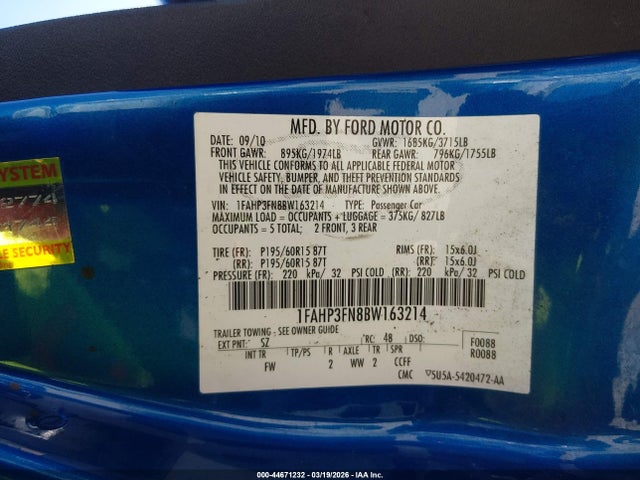 MFD. BY FORD MOTOR CO.
DATE: 09/10 GVWR: 1685KG/3715LB
FRONT GAWR: 895KG/1974LB REAR GAWR: 796KG/1755LB
THIS VEHICLE CONFORMS TO ALL APPLICABLE FEDERAL MOTOR
VEHICLE SAFETY, BUMPER, AND THEFT PREVENTION STANDARDS
IN EFFECT ON THE DATE OF MANUFACTURE SHOWN ABOVE.
VIN: 1FAHP3FN8BW163214 TYPE: Passenger Car
MAXIMUM LOAD = OCCUPANTS + LUGGAGE = 375KG/ 827LB
OCCUPANTS = 5 TOTAL: 2 FRONT, 3 REAR
TIRE (FR): P195/60R15 87T RIMS (FR): 15x6.0J
(RR): P195/60R15 87T (RR): 15x6.0J
PRESSURE (FR): 220 kPa/ 32 PSI COLD (RR): 220 kPa/ 32 PSI COLD
1FAHP3FN8BW163214
TRAILER TOWING - SEE OWNER GUIDE
EXT PNT: SZ RC: 48 DSO: F0088
INT TR TP/PS R AXLE TR SPR R0088
FW 2 WW 2 CCFF
CMC 5U5A-5420472-AA
SYSTEM
000-44671232 - 03/19/2026 - IAA Inc.